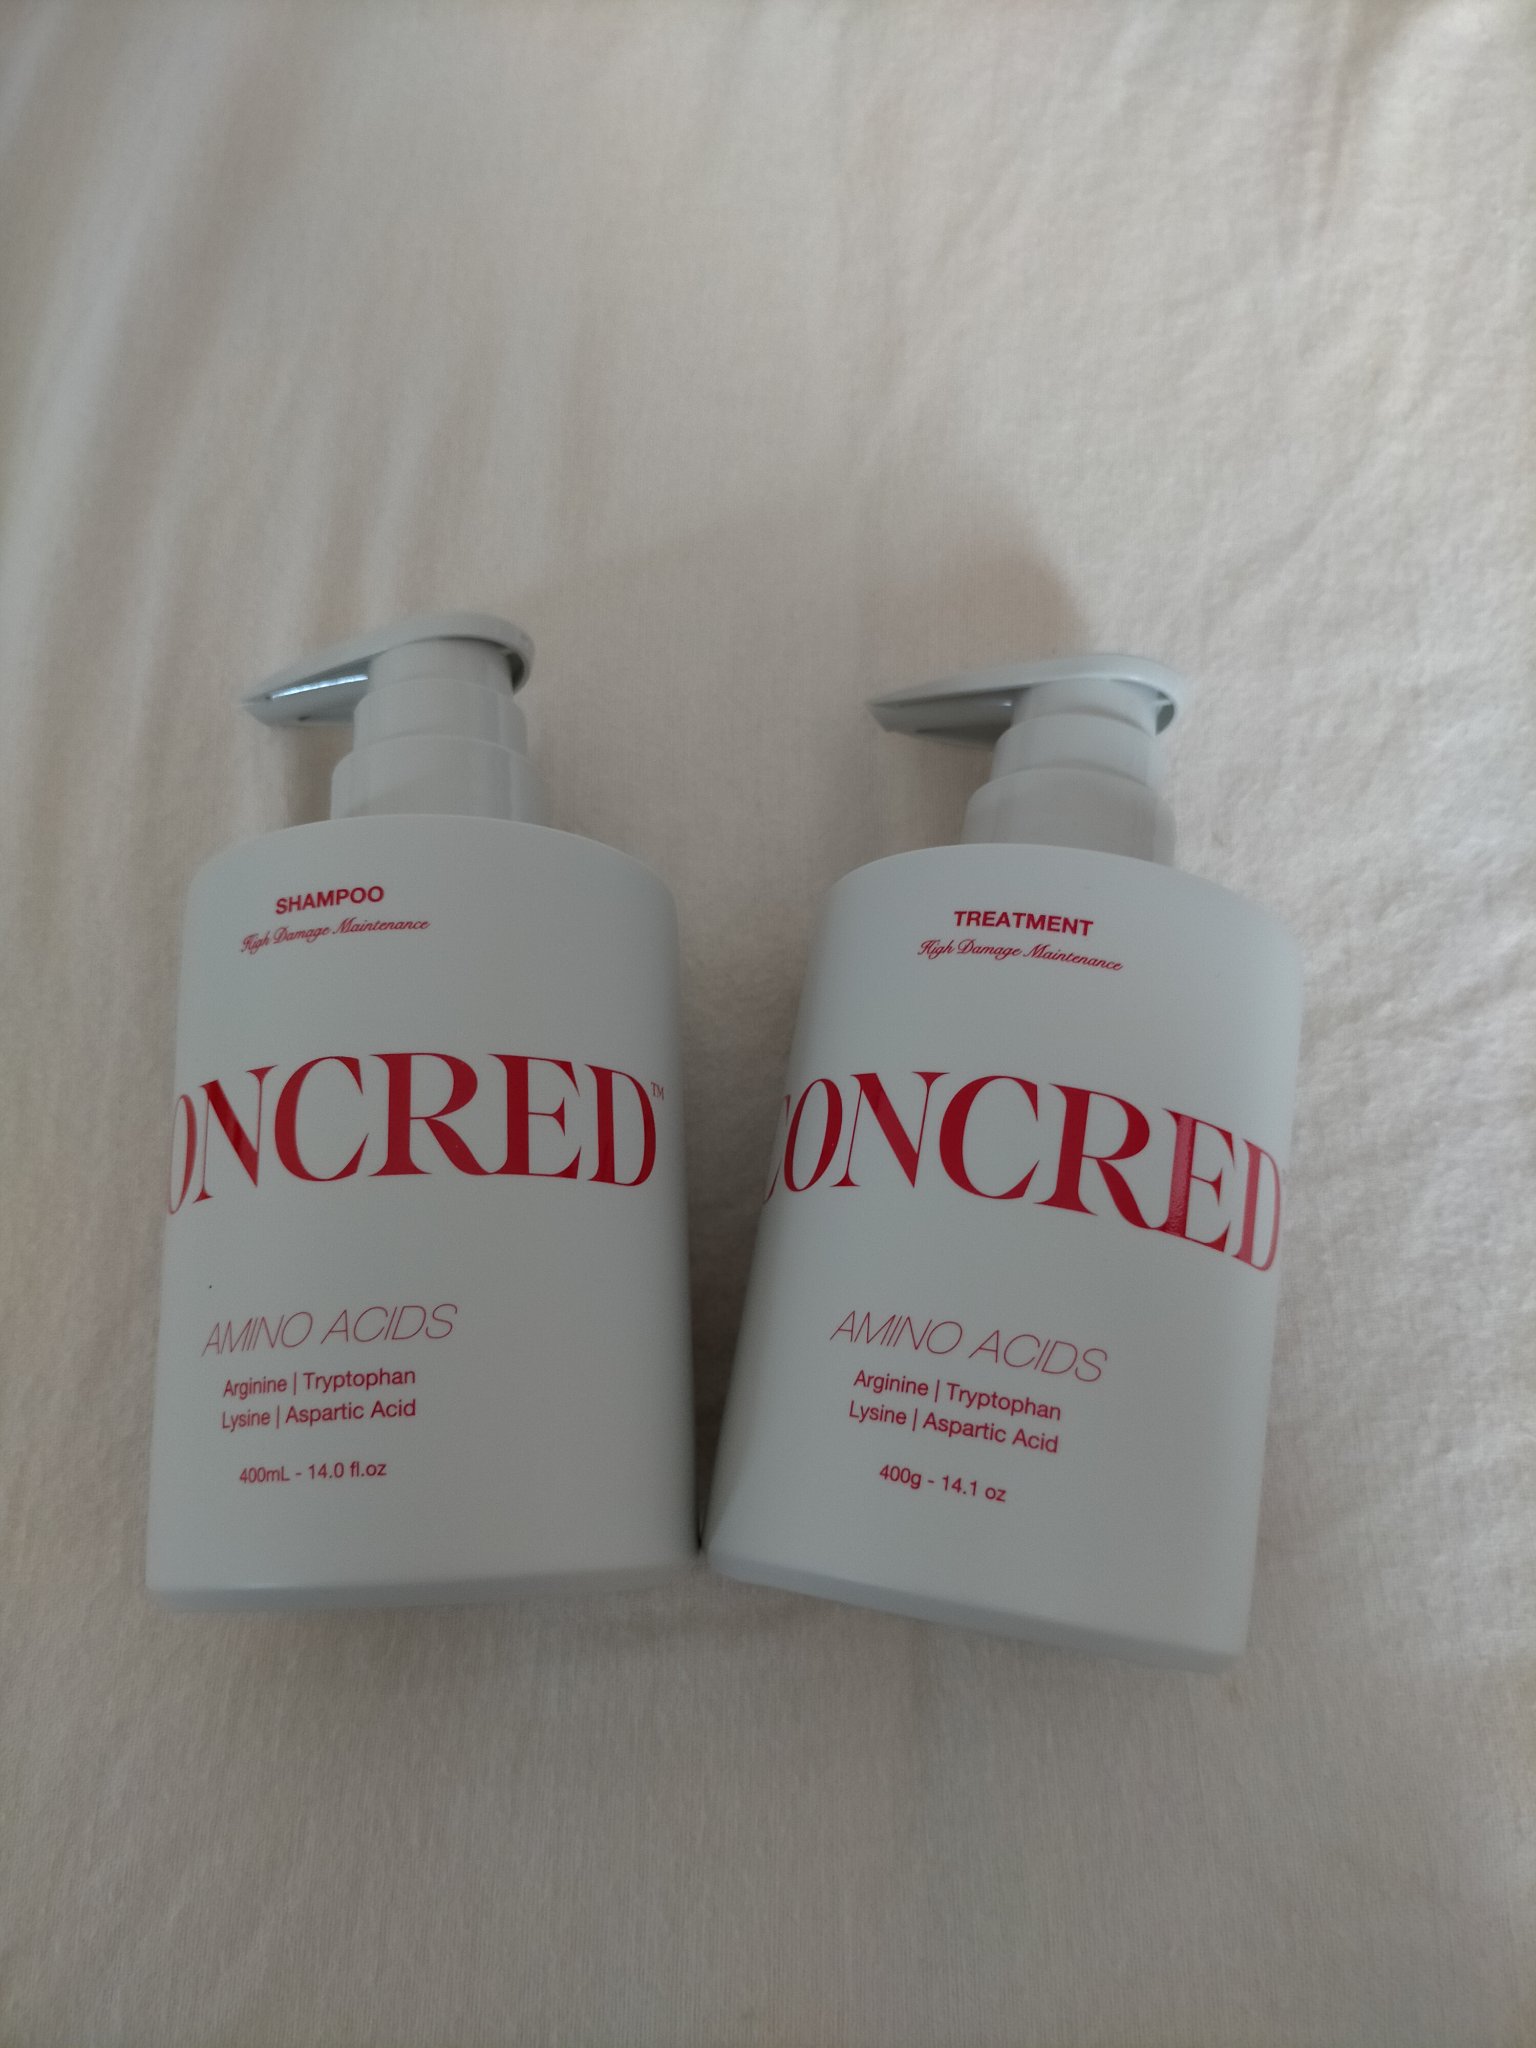 SHAMPOO
High Damage Maintenance
ONCRED™
AMINO ACIDS
Arginine | Tryptophan
Lysine | Aspartic Acid
400mL - 14.0 fl.oz
TREATMENT
High Damage Maintenance
CONCRED
AMINO ACIDS
Arginine | Tryptophan
Lysine | Aspartic Acid
400g - 14.1 oz